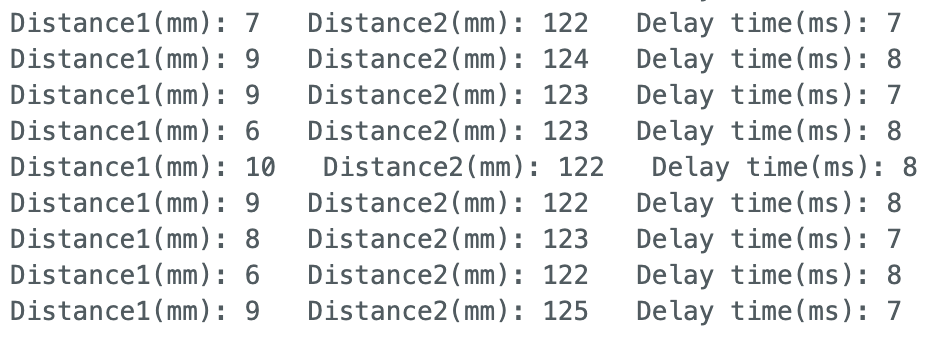 Distance1(mm): 7   Distance2(mm): 122   Delay time(ms): 7
Distance1(mm): 9   Distance2(mm): 124   Delay time(ms): 8
Distance1(mm): 9   Distance2(mm): 123   Delay time(ms): 7
Distance1(mm): 6   Distance2(mm): 123   Delay time(ms): 8
Distance1(mm): 10   Distance2(mm): 122   Delay time(ms): 8
Distance1(mm): 9   Distance2(mm): 122   Delay time(ms): 8
Distance1(mm): 8   Distance2(mm): 123   Delay time(ms): 7
Distance1(mm): 6   Distance2(mm): 122   Delay time(ms): 8
Distance1(mm): 9   Distance2(mm): 125   Delay time(ms): 7